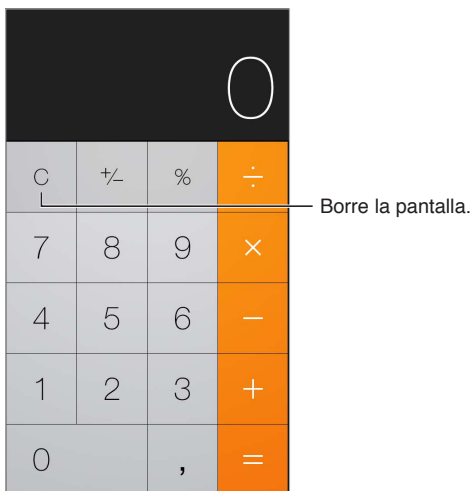 0
C +/− % ÷
Borre la pantalla.
7 8 9 ×
4 5 6 −
1 2 3 +
0 , =